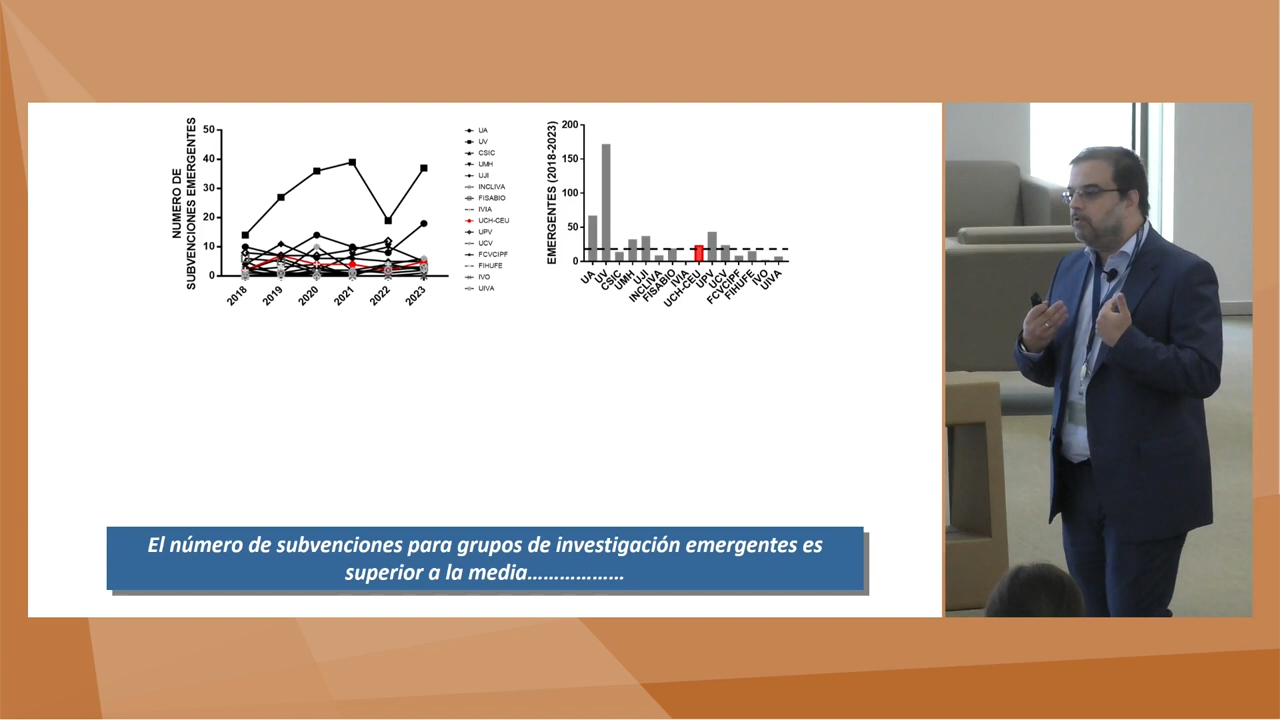 NUMERO DE
SUBVENCIONES EMERGENTES
50
40
30
20
10
0
2018
2019
2020
2021
2022
2023
UA
UV
CSIC
UMH
UJI
INCLIVA
FISABIO
IVIA
UCH-CEU
UPV
UCV
FCVCIPF
FIHUFE
IVO
UIVA
EMERGENTES (2018-2023)
200
150
100
50
0
UA
UV
CSIC
UMH
UJI
INCLIVA
FISABIO
IVIA
UCH-CEU
UPV
UCV
FCVCIPF
FIHUFE
IVO
UIVA
El número de subvenciones para grupos de investigación emergentes es
superior a la media………………